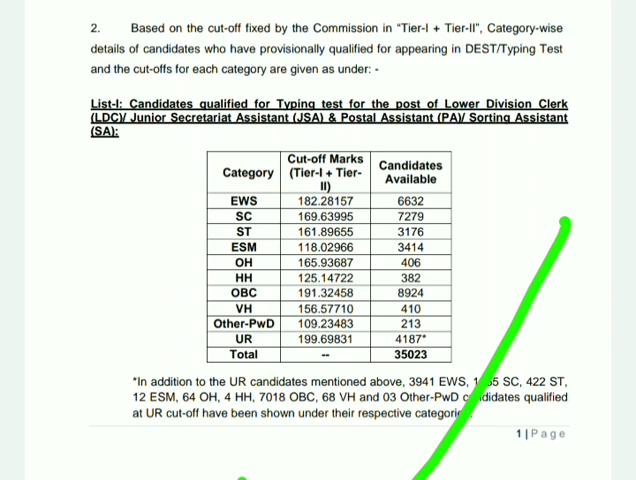 2. Based on the cut-off fixed by the Commission in "Tier-I + Tier-II", Category-wise
details of candidates who have provisionally qualified for appearing in DEST/Typing Test
and the cut-offs for each category are given as under: -
List-I: Candidates qualified for Typing test for the post of Lower Division Clerk
(LDC)/ Junior Secretariat Assistant (JSA) & Postal Assistant (PA)/ Sorting Assistant
(SA):
Category Cut-off Marks (Tier-I + Tier-II) Candidates Available
EWS 182.28157 6632
SC 169.63995 7279
ST 161.89655 3176
ESM 118.02966 3414
OH 165.93687 406
HH 125.14722 382
OBC 191.32458 8924
VH 156.57710 410
Other-PwD 109.23483 213
UR 199.69831 4187*
Total -- 35023
*In addition to the UR candidates mentioned above, 3941 EWS, SC, 422 ST,
12 ESM, 64 OH, 4 HH, 7018 OBC, 68 VH and 03 Other-PwD candidates qualified
at UR cut-off have been shown under their respective
1 | Page